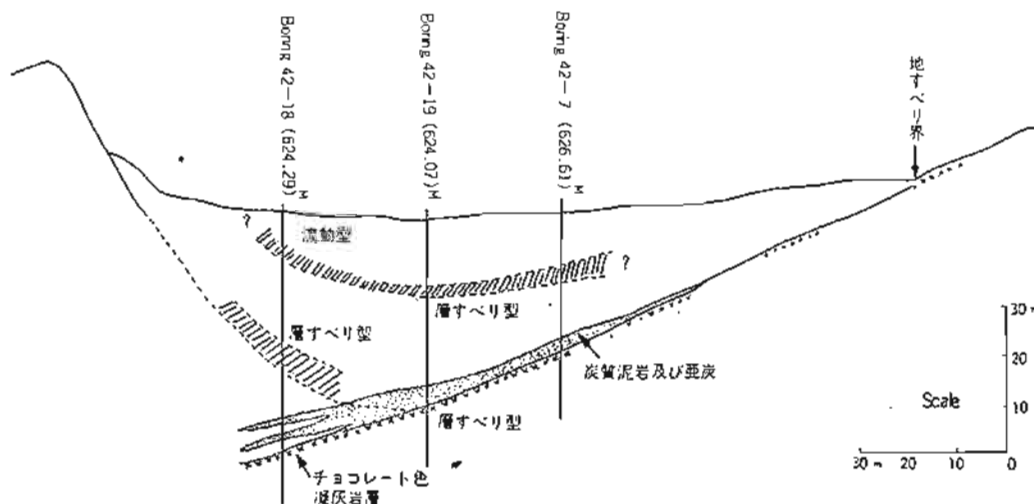 Boring 42-18 (624.29)M
Boring 42-19 (624.07)M
Boring 42-7 (626.61)M
地すべり界
?
流動型
?
層すべり型
層すべり型
炭質泥岩及び亜炭
層すべり型
チョコレート色
凝灰岩層
30m
20
10
0
Scale
30m 20 10 0